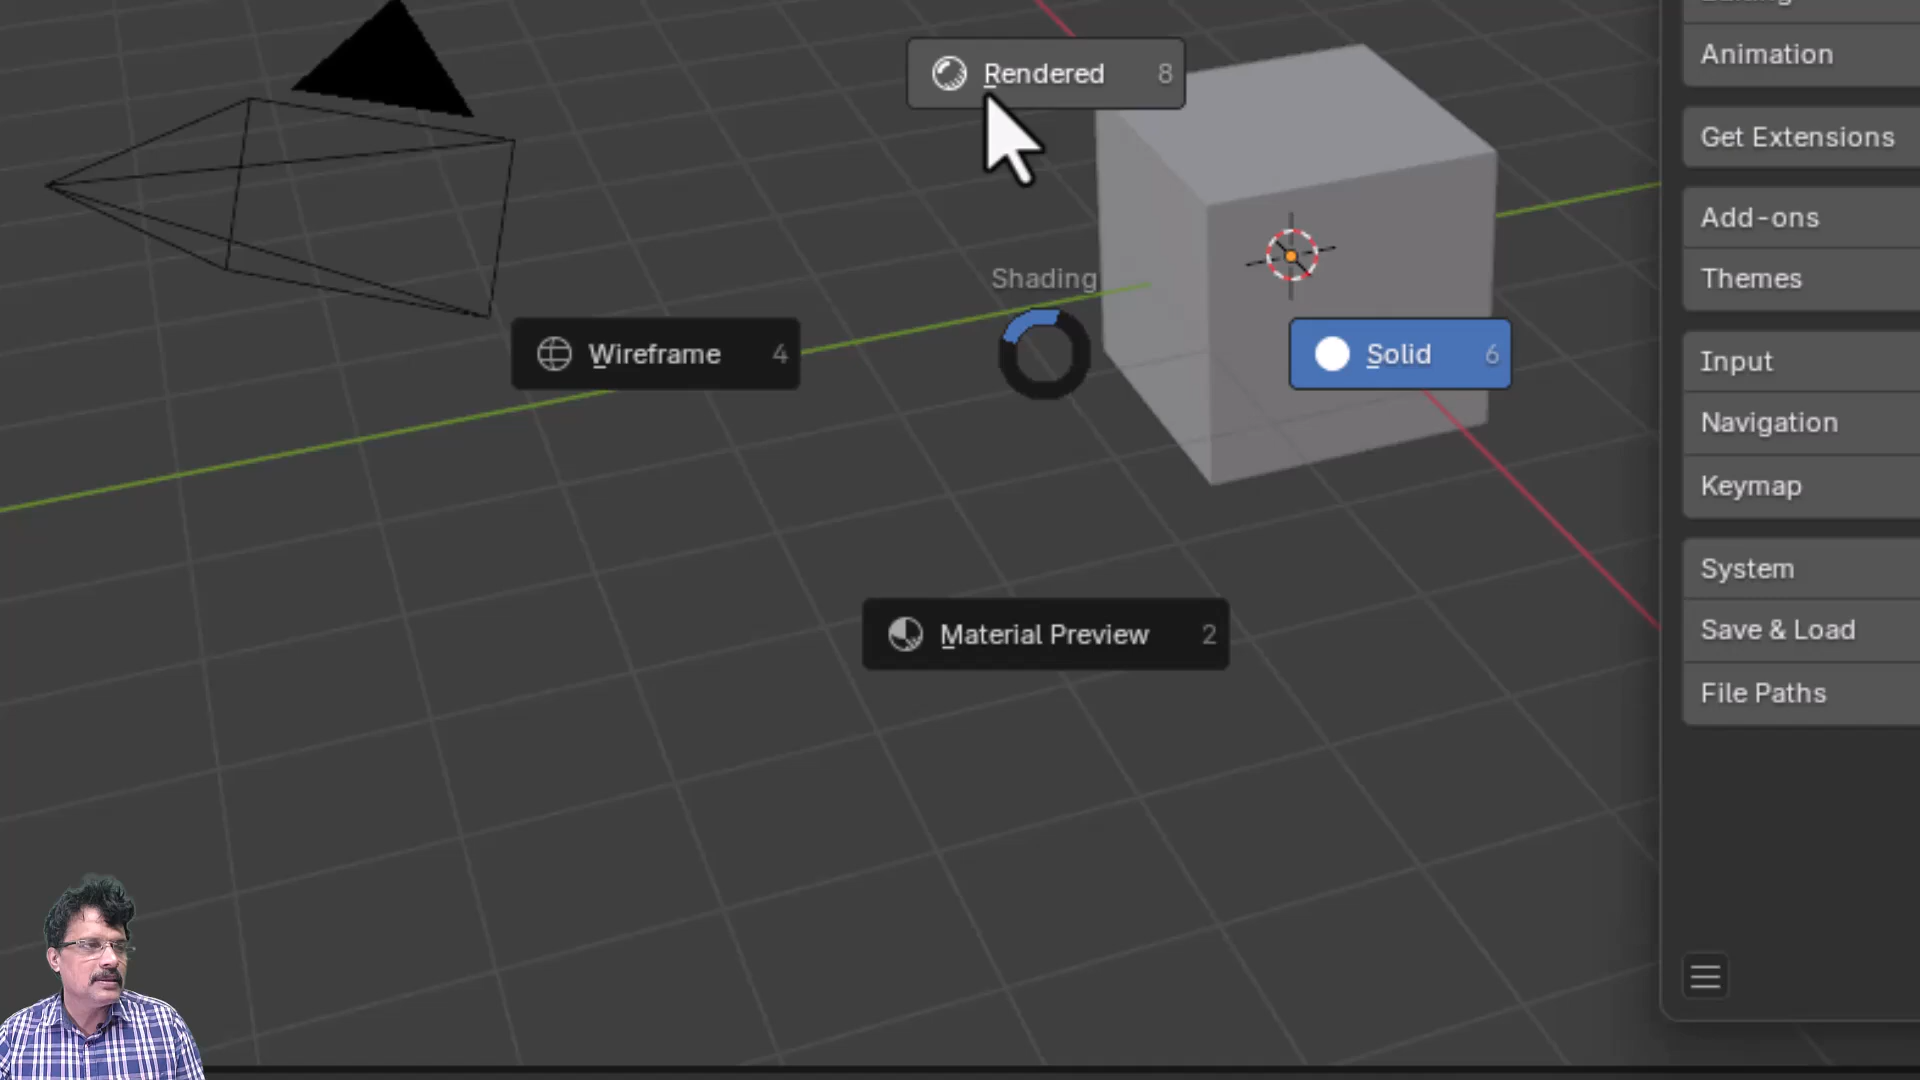 Rendered 8
Shading
Wireframe 4
Solid 6
Material Preview 2
Animation
Get Extensions
Add-ons
Themes
Input
Navigation
Keymap
System
Save & Load
File Paths